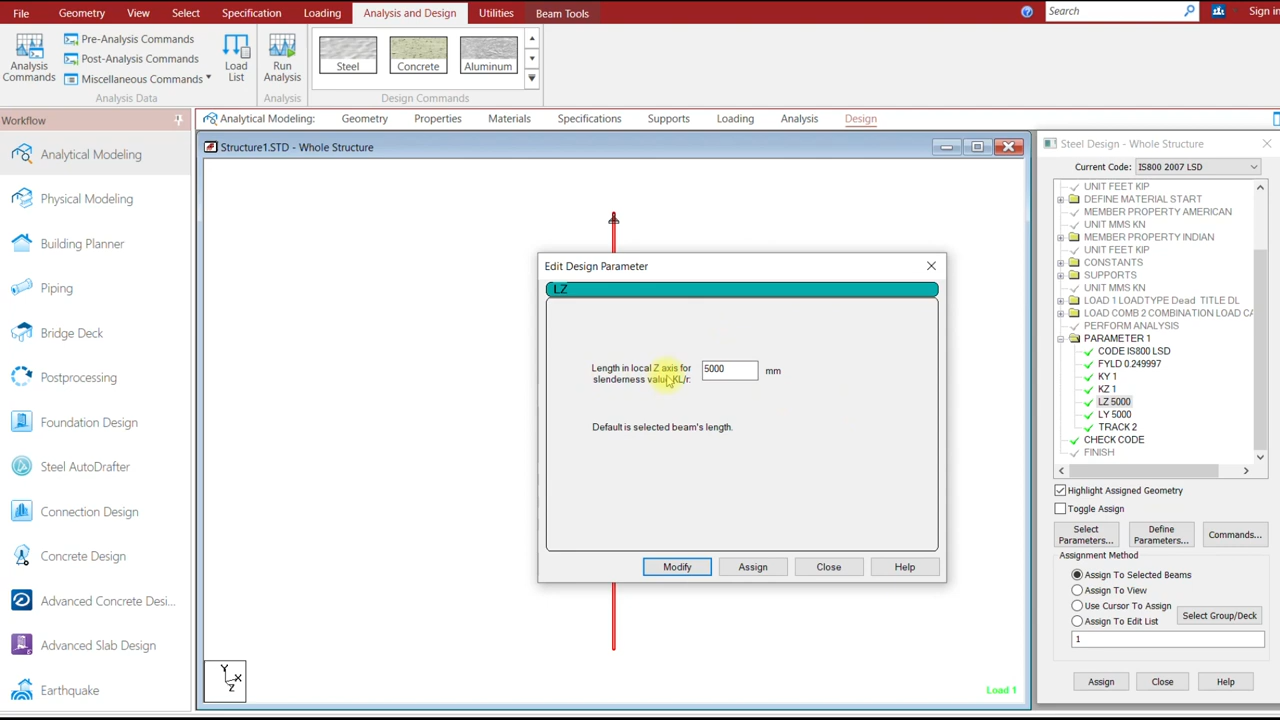 File
Geometry
View
Select
Specification
Loading
Analysis and Design
Utilities
Beam Tools
Search
Sign in
Analysis
Commands
Pre-Analysis Commands
Post-Analysis Commands
Miscellaneous Commands
Analysis Data
Load
List
Run
Analysis
Analysis
Steel
Concrete
Aluminum
Design Commands
Workflow
Analytical Modeling:
Geometry
Properties
Materials
Specifications
Supports
Loading
Analysis
Design
Analytical Modeling
Physical Modeling
Building Planner
Piping
Bridge Deck
Postprocessing
Foundation Design
Steel AutoDrafter
Connection Design
Concrete Design
Advanced Concrete Desi...
Advanced Slab Design
Earthquake
Structure1.STD - Whole Structure
Y
X
Z
Load 1
Edit Design Parameter
LZ
Length in local Z axis for
slenderness value KL/r:
5000
mm
Default is selected beam's length.
Modify
Assign
Close
Help
Steel Design - Whole Structure
Current Code:
IS800 2007 LSD
UNIT FEET KIP
DEFINE MATERIAL START
MEMBER PROPERTY AMERICAN
UNIT MMS KN
MEMBER PROPERTY INDIAN
UNIT FEET KIP
CONSTANTS
SUPPORTS
UNIT MMS KN
LOAD 1 LOADTYPE Dead TITLE DL
LOAD COMB 2 COMBINATION LOAD CA
PERFORM ANALYSIS
PARAMETER 1
CODE IS800 LSD
FYLD 0.249997
KY 1
KZ 1
LZ 5000
LY 5000
TRACK 2
CHECK CODE
FINISH
Highlight Assigned Geometry
Toggle Assign
Select
Parameters...
Define
Parameters...
Commands...
Assignment Method
Assign To Selected Beams
Assign To View
Use Cursor To Assign
Assign To Edit List
Select Group/Deck
1
Assign
Close
Help